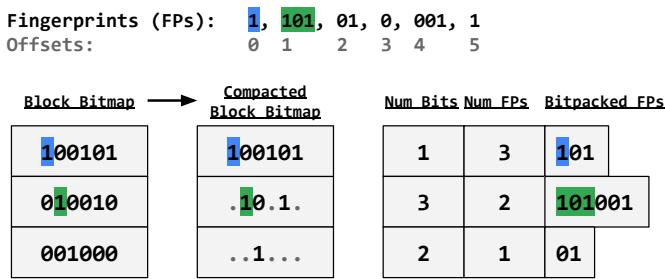 Fingerprints (FPs): 1, 101, 01, 0, 001, 1
Offsets: 0 1 2 3 4 5
Block Bitmap
Compacted
Block Bitmap
Num Bits Num FPs Bitpacked FPs
100101 100101 1 3 101
010010 .10.1. 3 2 101001
001000 ..1... 2 1 01